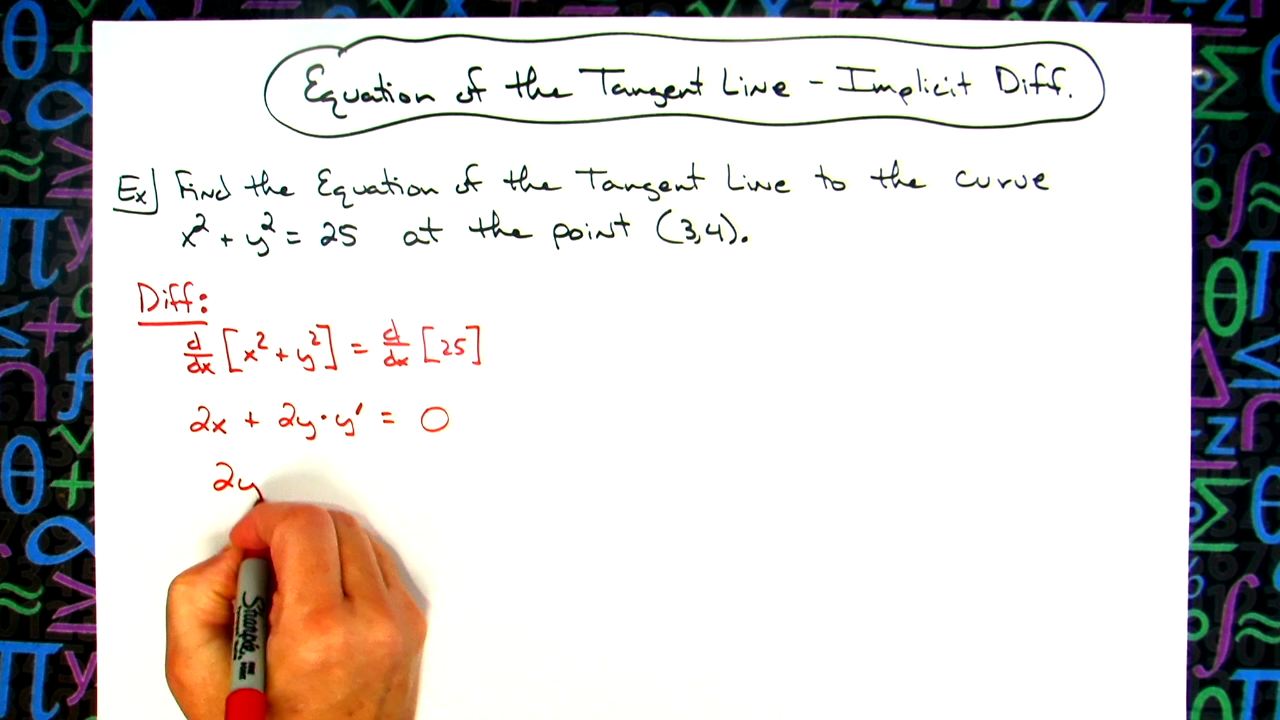 Equation of the Tangent Line - Implicit Diff.
Ex] Find the Equation of the Tangent Line to the curve
x² + y² = 25 at the point (3,4).
Diff:
d/dx [x² + y²] = d/dx [25]
2x + 2y·y' = 0
2y
Sharpie